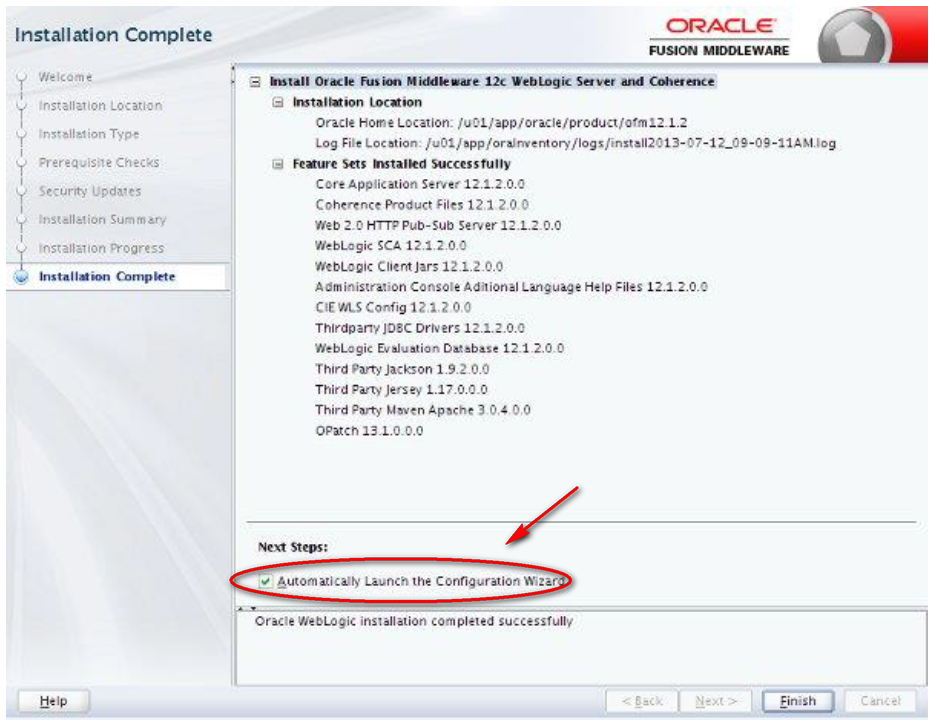 Installation Complete
ORACLE
FUSION MIDDLEWARE
Welcome
Installation Location
Installation Type
Prerequisite Checks
Security Updates
Installation Summary
Installation Progress
Installation Complete
Install Oracle Fusion Middleware 12c WebLogic Server and Coherence
Installation Location
Oracle Home Location: /u01/app/oracle/product/ofm12.1.2
Log File Location: /u01/app/oraInventory/logs/install2013-07-12_09-09-11AM.log
Feature Sets Installed Successfully
Core Application Server 12.1.2.0.0
Coherence Product Files 12.1.2.0.0
Web 2.0 HTTP Pub-Sub Server 12.1.2.0.0
WebLogic SCA 12.1.2.0.0
WebLogic Client Jars 12.1.2.0.0
Administration Console Aditional Language Help Files 12.1.2.0.0
CIE WLS Config 12.1.2.0.0
Thirdparty JDBC Drivers 12.1.2.0.0
WebLogic Evaluation Database 12.1.2.0.0
Third Party Jackson 1.9.2.0.0
Third Party Jersey 1.17.0.0.0
Third Party Maven Apache 3.0.4.0.0
OPatch 13.1.0.0.0
Next Steps:
Automatically Launch the Configuration Wizard
Oracle WebLogic installation completed successfully
Help
< Back
Next >
Finish
Cancel